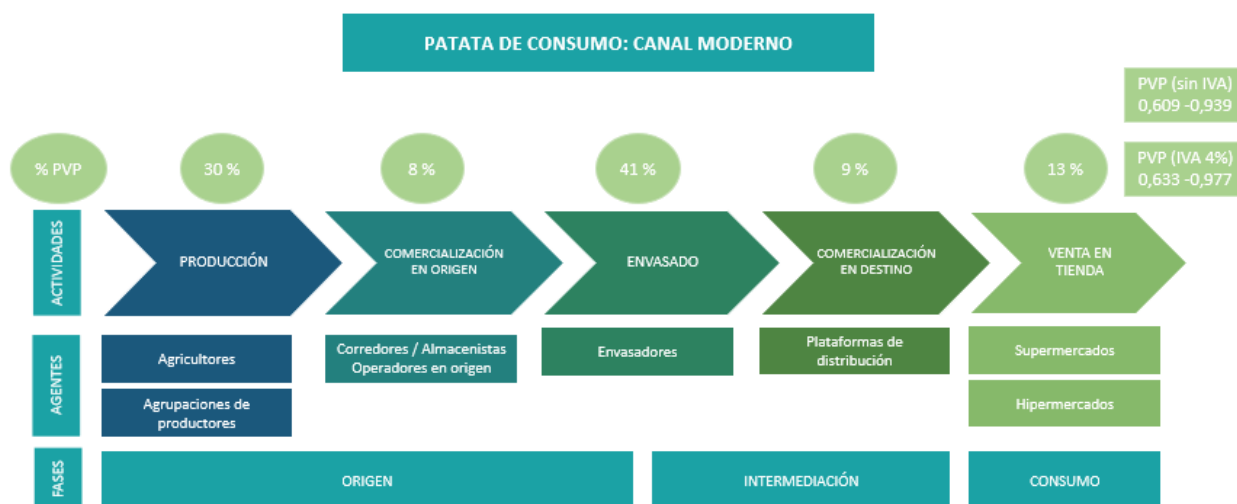 PATATA DE CONSUMO: CANAL MODERNO
PVP (sin IVA)
0,609 -0,939
PVP (IVA 4%)
0,633 -0,977
% PVP
30 %
8 %
41 %
9 %
13 %
ACTIVIDADES
PRODUCCIÓN
COMERCIALIZACIÓN
EN ORIGEN
ENVASADO
COMERCIALIZACIÓN
EN DESTINO
VENTA EN
TIENDA
AGENTES
Agricultores
Agrupaciones de
productores
Corredores / Almacenistas
Operadores en origen
Envasadores
Plataformas de
distribución
Supermercados
Hipermercados
FASES
ORIGEN
INTERMEDIACIÓN
CONSUMO